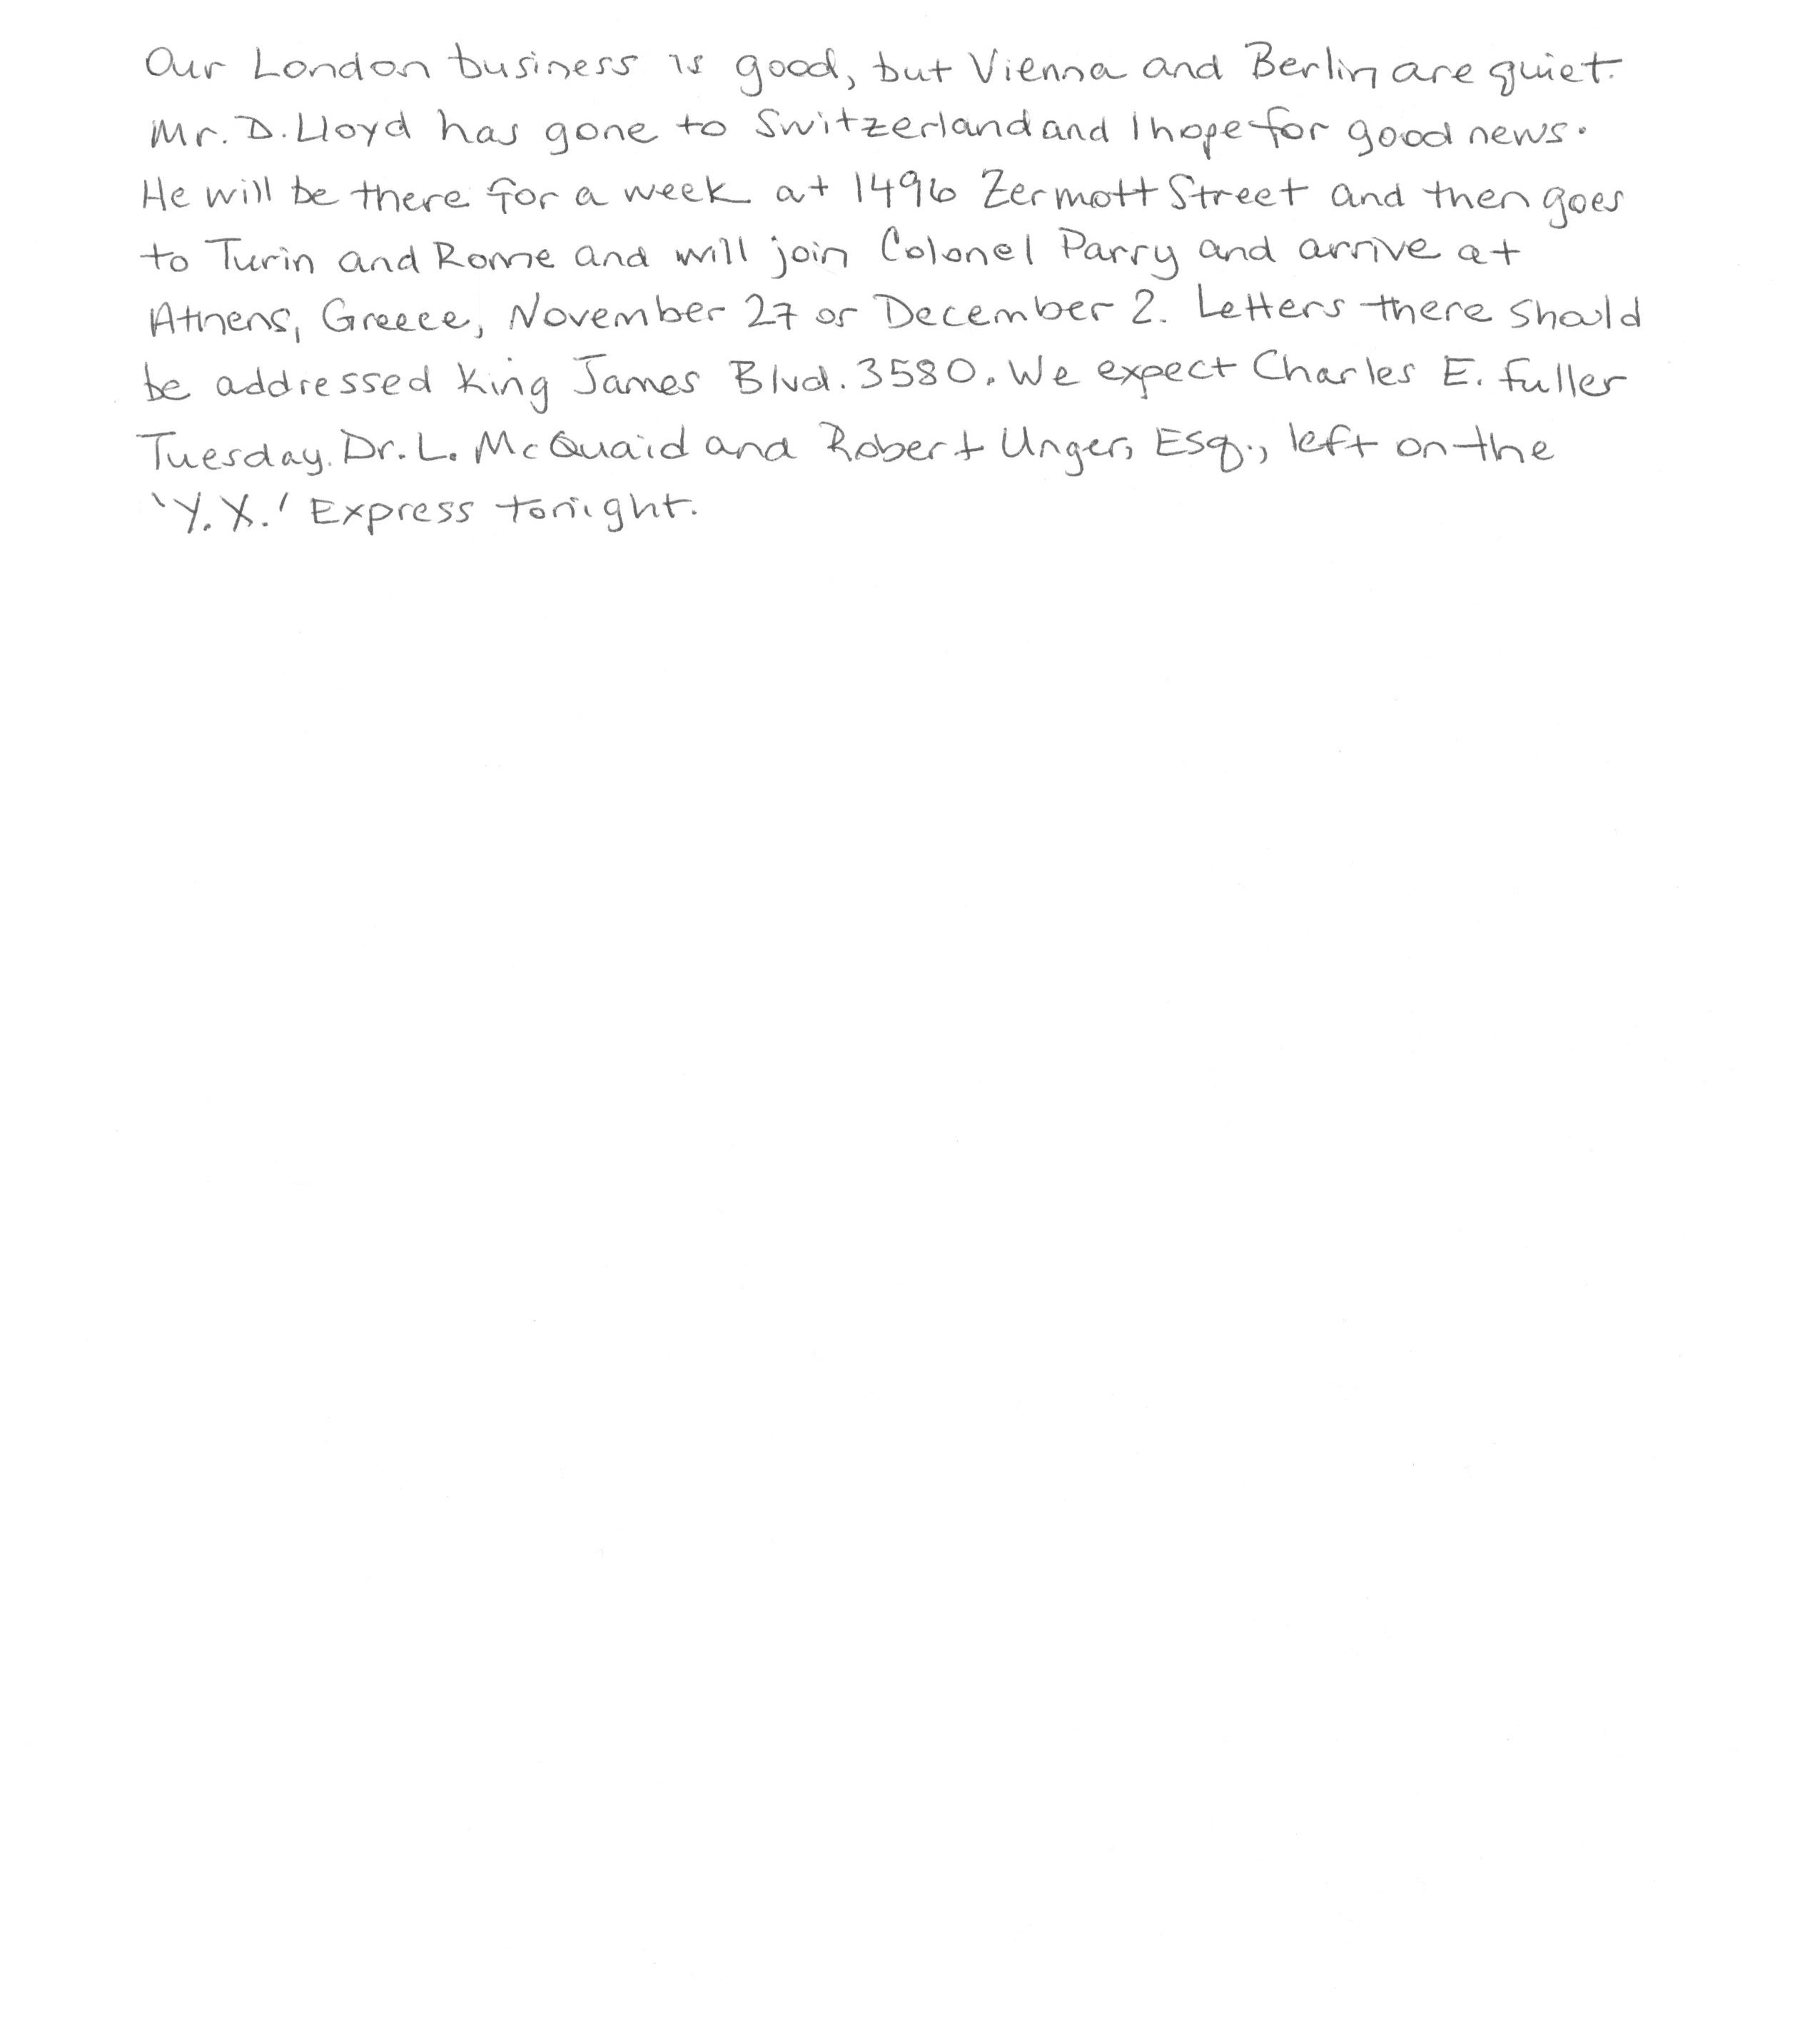 Our London business is good, but Vienna and Berlin are quiet.
Mr. D. Lloyd has gone to Switzerland and I hope for good news.
He will be there for a week at 1496 Zermott Street and then goes
to Turin and Rome and will join Colonel Parry and arrive at
Athens, Greece, November 27 or December 2. Letters there should
be addressed King James Blvd. 3580. We expect Charles E. Fuller
Tuesday. Dr. L. McQuaid and Robert Unger, Esq., left on the
'Y.X.' Express tonight.